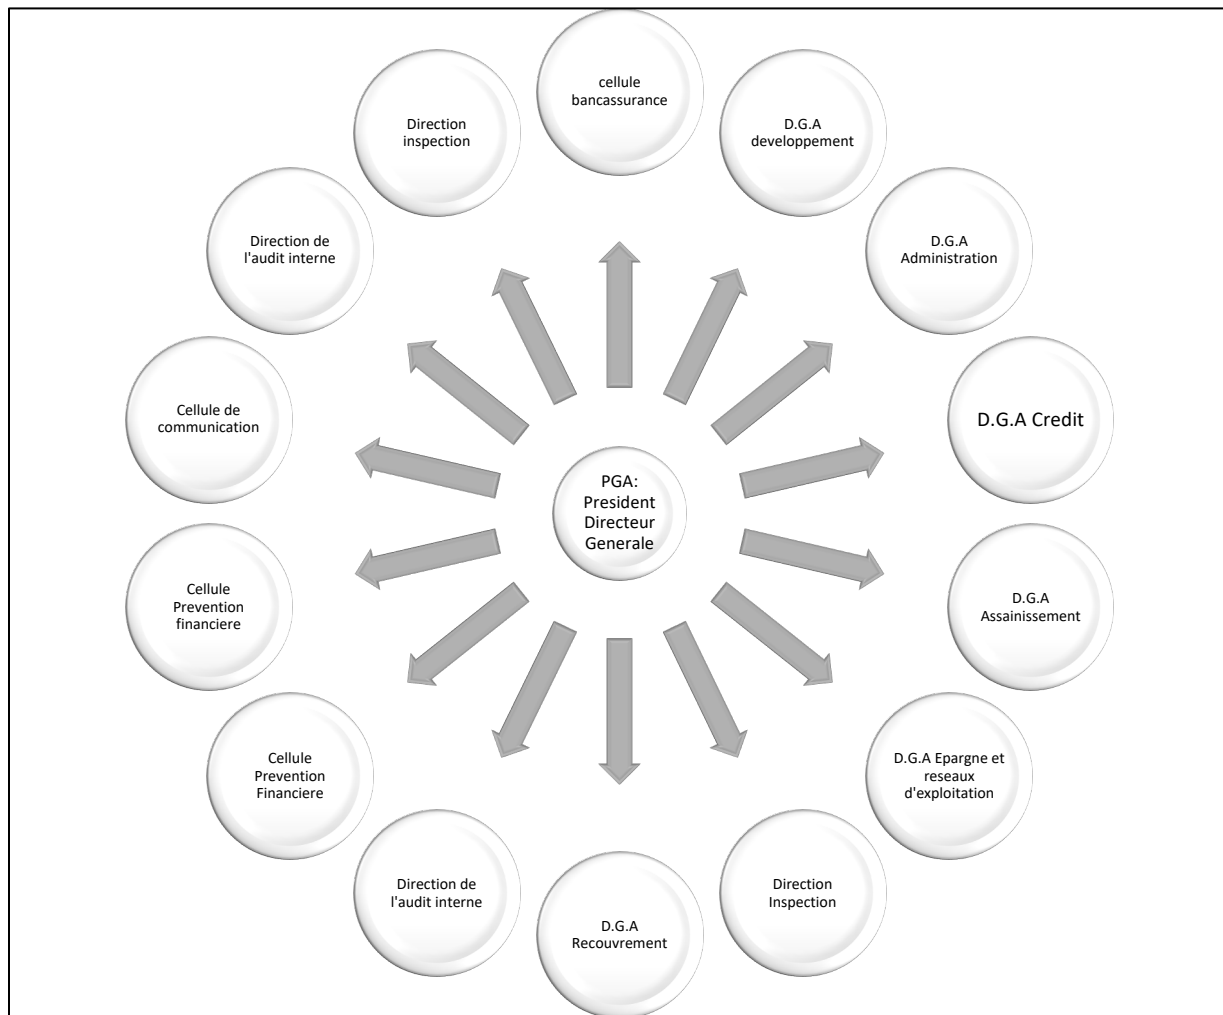 cellule
bancassurance
D.G.A
developpement
D.G.A
Administration
D.G.A Credit
D.G.A
Assainissement
D.G.A Epargne et
reseaux
d'exploitation
Direction
Inspection
D.G.A
Recouvrement
Direction de
l'audit interne
Cellule
Prevention
Financiere
Cellule
Prevention
financiere
Cellule de
communication
Direction de
l'audit interne
Direction
inspection
PGA:
President
Directeur
Generale